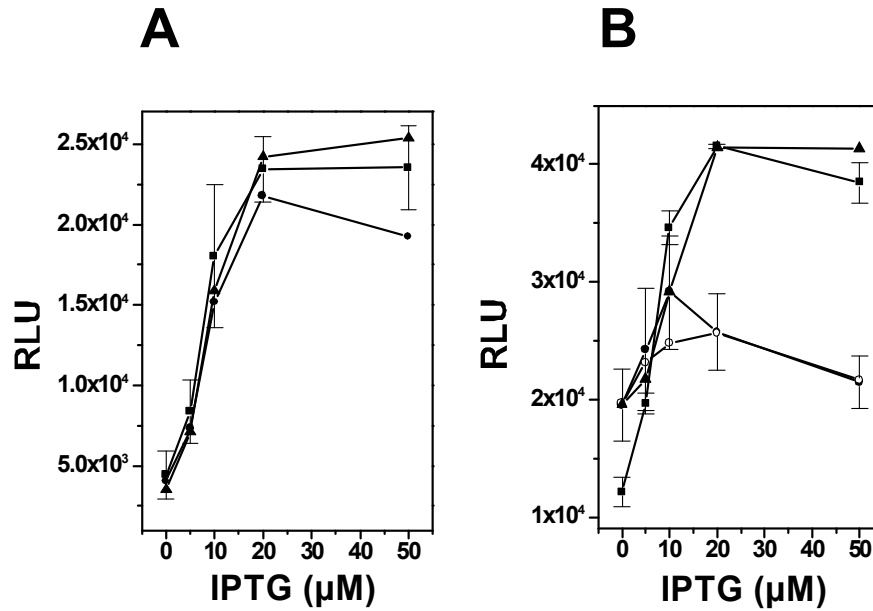 A
B
RLU
2.5x10⁴
2.0x10⁴
1.5x10⁴
1.0x10⁴
5.0x10³
0 10 20 30 40 50
IPTG (µM)
RLU
4x10⁴
3x10⁴
2x10⁴
1x10⁴
0 10 20 30 40 50
IPTG (µM)